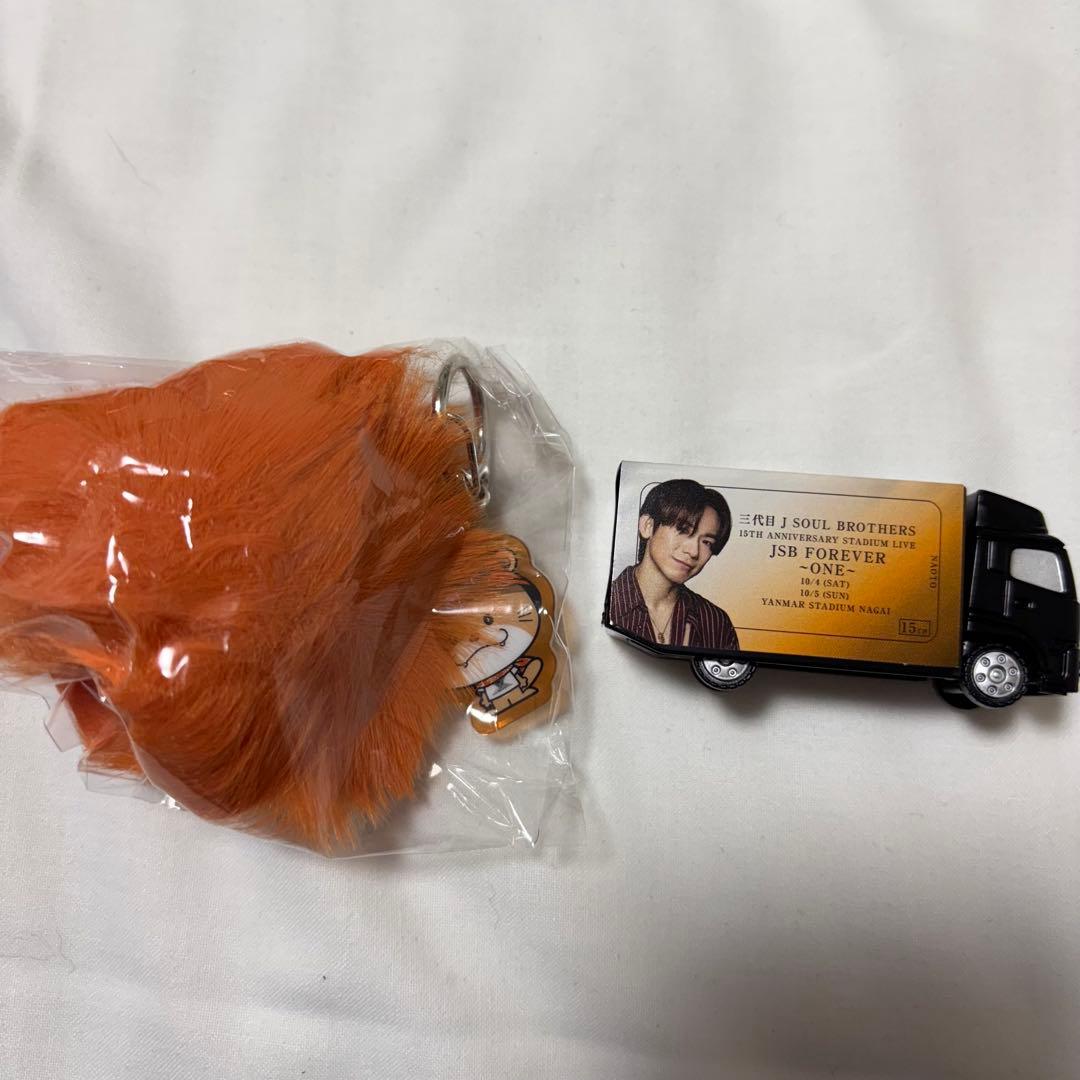 三代目 J SOUL BROTHERS
15TH ANNIVERSARY STADIUM LIVE
JSB FOREVER
~ONE~
10/4 (SAT)
10/5 (SUN)
YANMAR STADIUM NAGAI
NAOTO